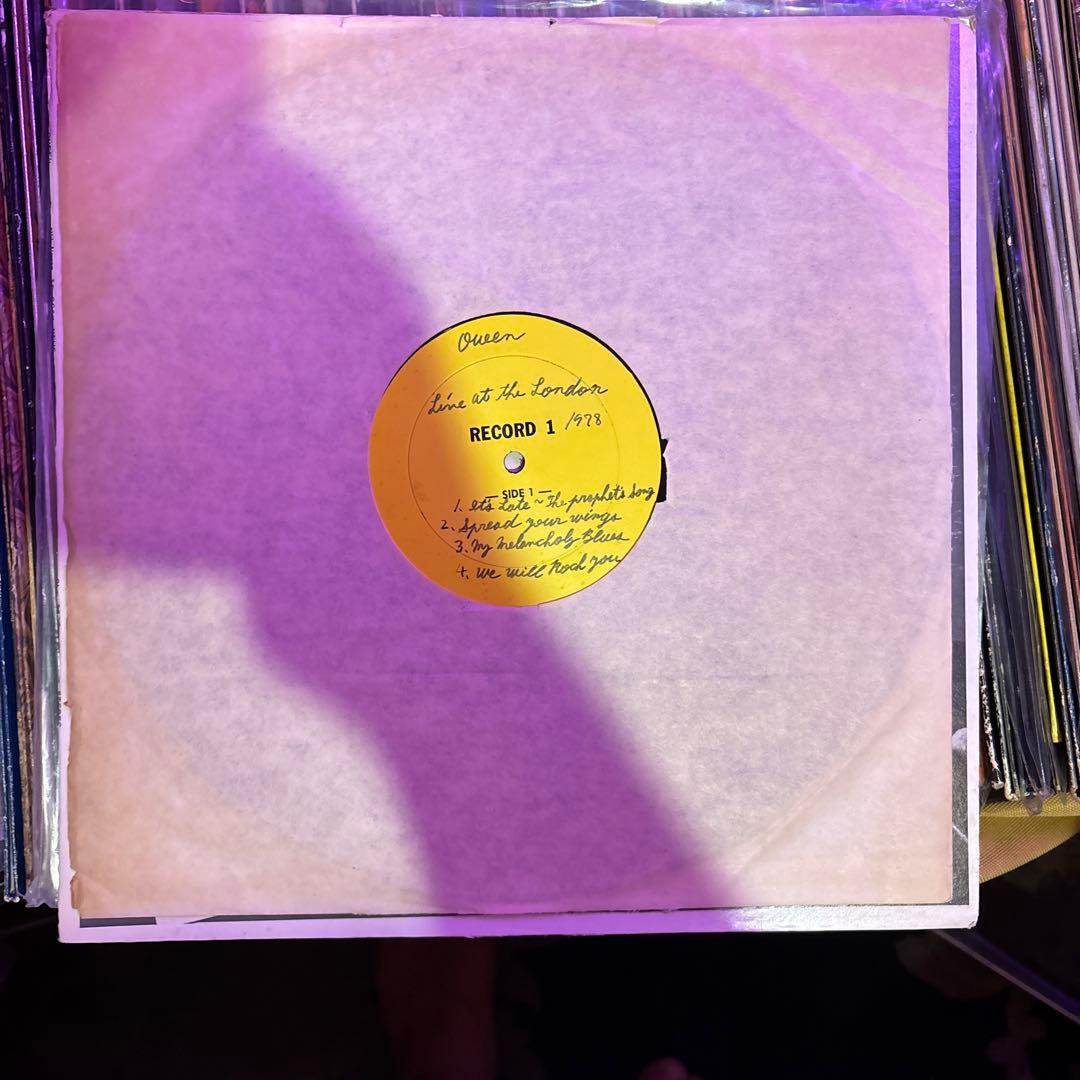 Queen
Live at the London
RECORD 1 1978
— SIDE 1 —
1. It's Late ~ The prophet's Song
2. Spread your wings
3. My Melancholy Blues
4. We will Rock you